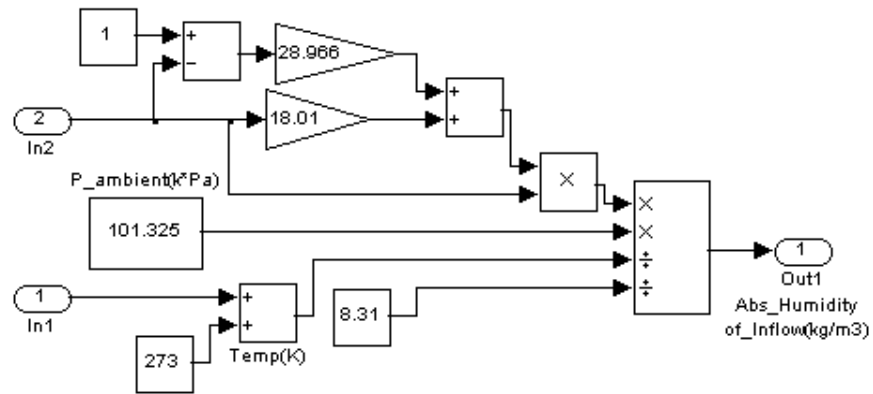 1
+
−
28.966
2
In2
18.01
+
+
×
P_ambient(k*Pa)
101.325
×
×
÷
÷
1
Out1
Abs_Humidity
of_Inflow(kg/m3)
1
In1
+
+
Temp(K)
273
8.31